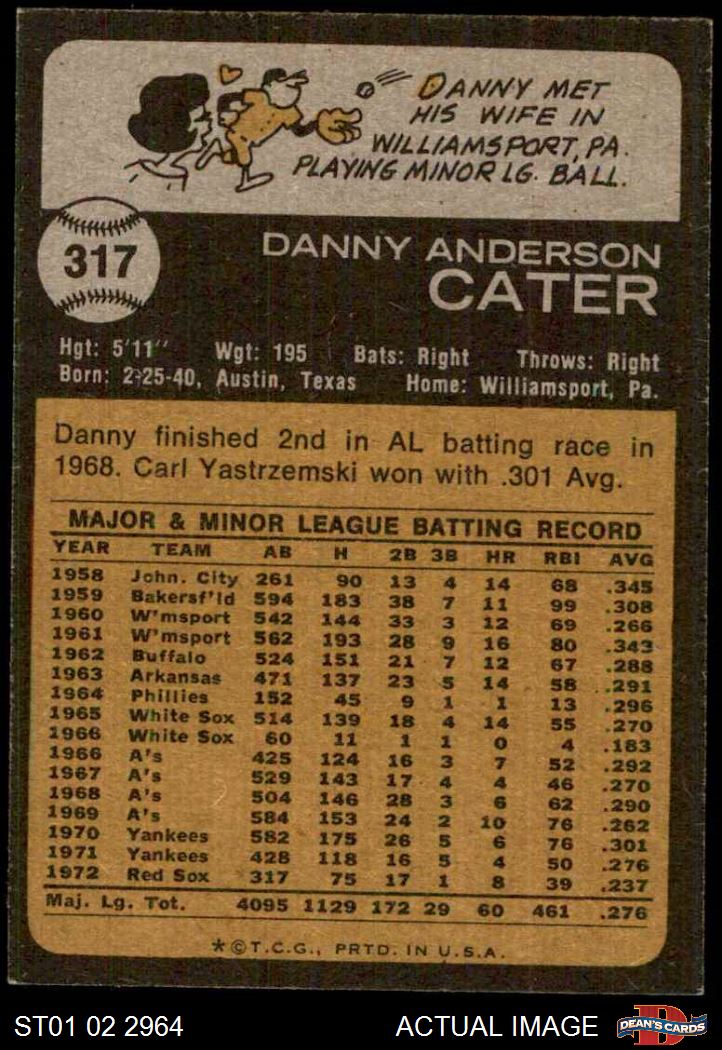 DANNY MET
HIS WIFE IN
WILLIAMSPORT, PA.
PLAYING MINOR LG. BALL.
317
DANNY ANDERSON
CATER
Hgt: 5'11" Wgt: 195 Bats: Right Throws: Right
Born: 2-25-40, Austin, Texas Home: Williamsport, Pa.
Danny finished 2nd in AL batting race in
1968. Carl Yastrzemski won with .301 Avg.
MAJOR & MINOR LEAGUE BATTING RECORD
YEAR TEAM AB H 2B 3B HR RBI AVG
1958 John. City 261 90 13 4 14 68 .345
1959 Bakersf'ld 594 183 38 7 11 99 .308
1960 W'msport 542 144 33 3 12 69 .266
1961 W'msport 562 193 28 9 16 80 .343
1962 Buffalo 524 151 21 7 12 67 .288
1963 Arkansas 471 137 23 5 14 58 .291
1964 Phillies 152 45 9 1 1 13 .296
1965 White Sox 514 139 18 4 14 55 .270
1966 White Sox 60 11 1 1 0 4 .183
1966 A's 425 124 16 3 7 52 .292
1967 A's 529 143 17 4 4 46 .270
1968 A's 504 146 28 3 6 62 .290
1969 A's 584 153 24 2 10 76 .262
1970 Yankees 582 175 26 5 6 76 .301
1971 Yankees 428 118 16 5 4 50 .276
1972 Red Sox 317 75 17 1 8 39 .237
Maj. Lg. Tot. 4095 1129 172 29 60 461 .276
*©T.C.G., PRTD. IN U.S.A.
ST01 02 2964 ACTUAL IMAGE D DEAN'S CARDS